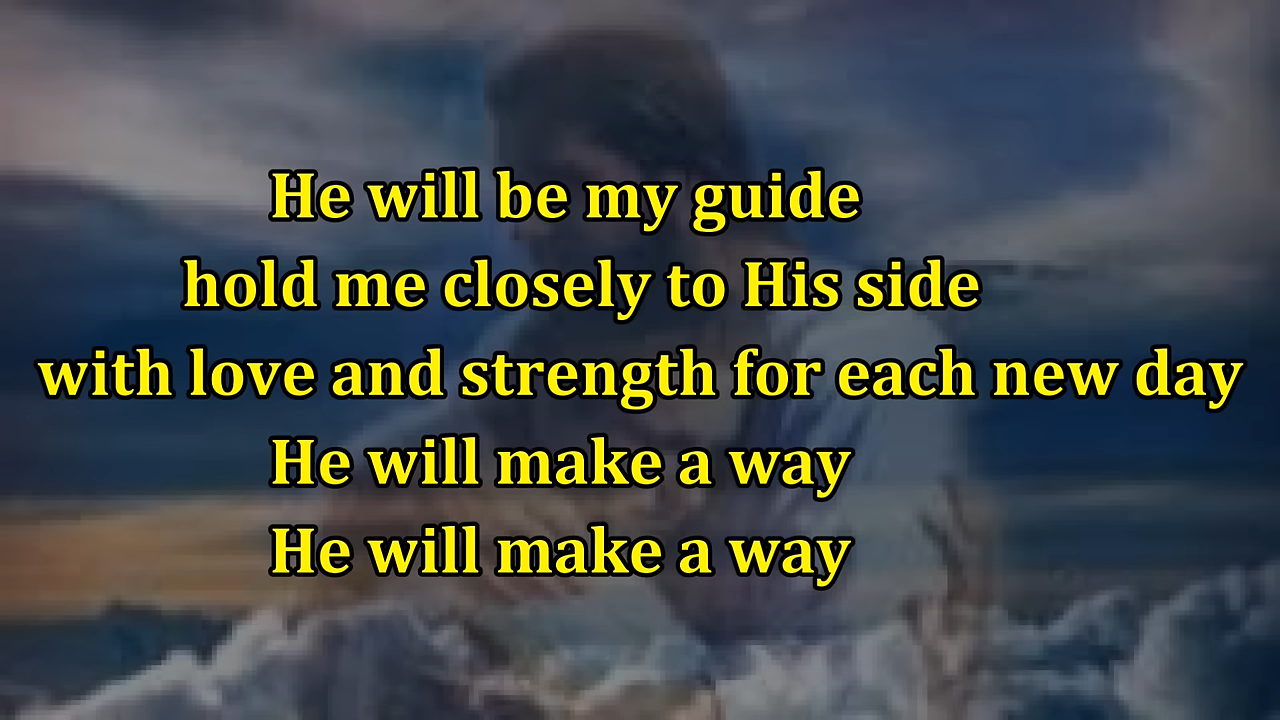 He will be my guide
hold me closely to His side
with love and strength for each new day
He will make a way
He will make a way